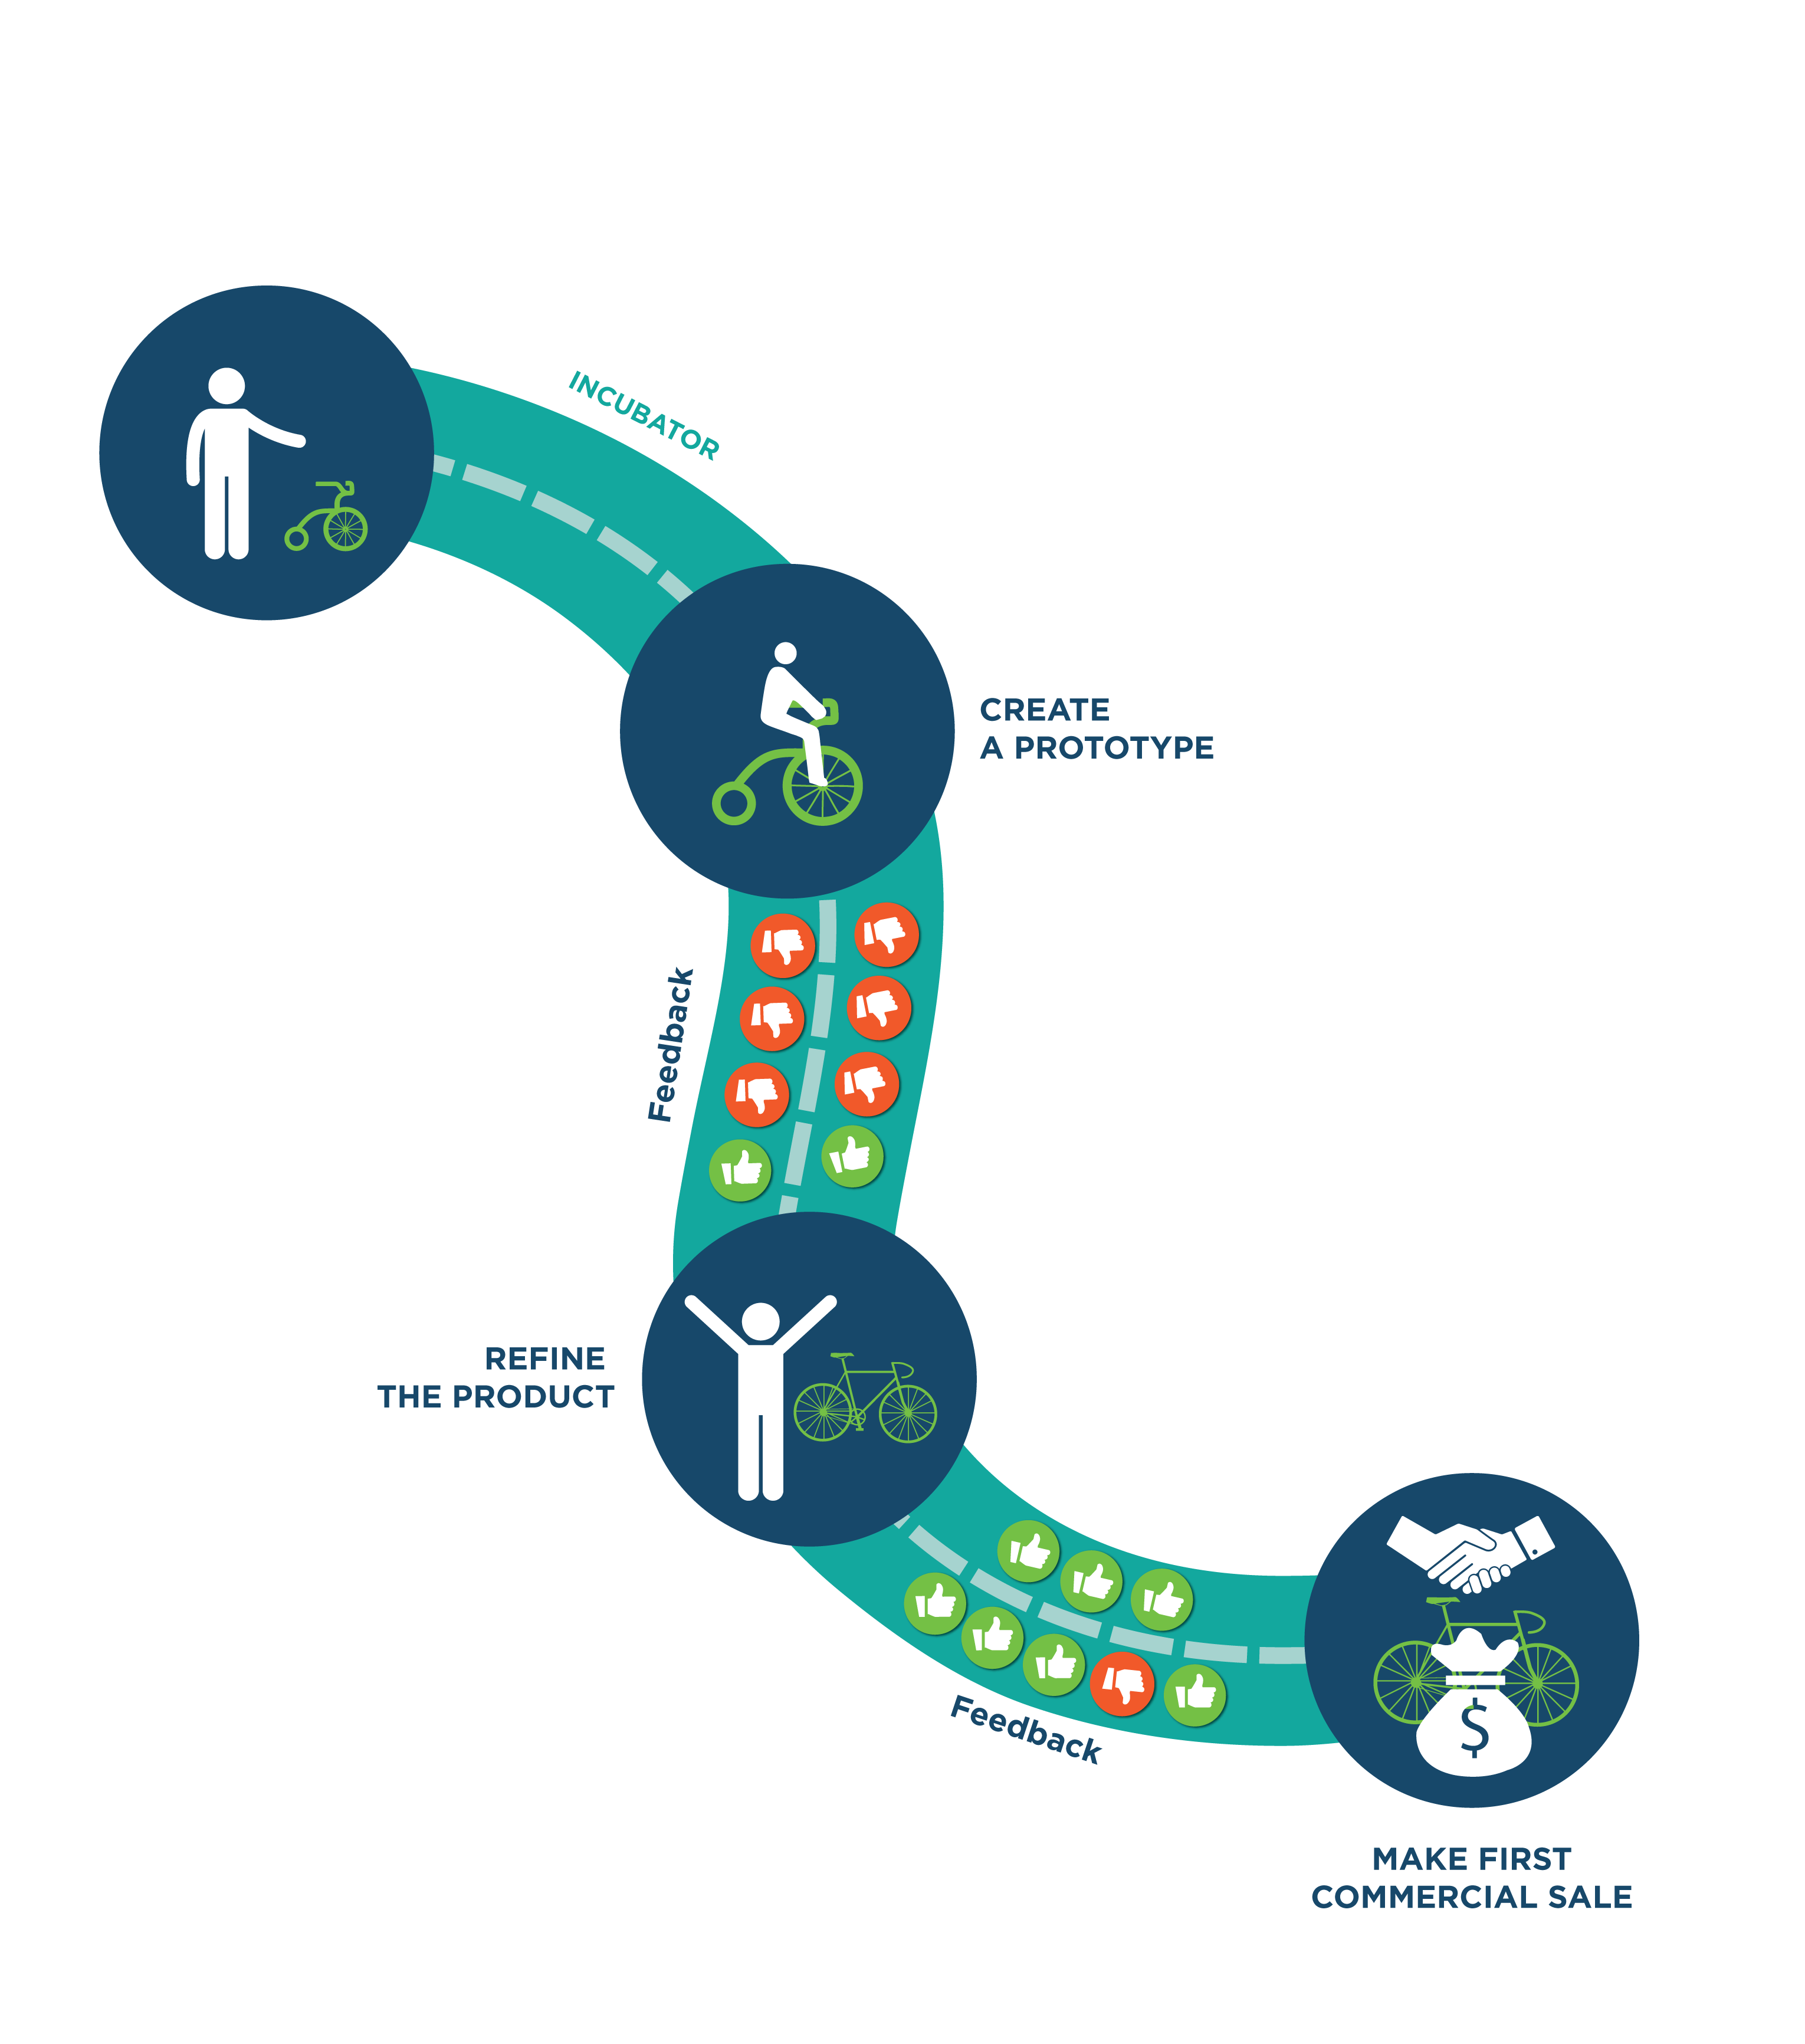 INCUBATOR
CREATE
A PROTOTYPE
Feedback
REFINE
THE PRODUCT
Feedback
$
MAKE FIRST
COMMERCIAL SALE